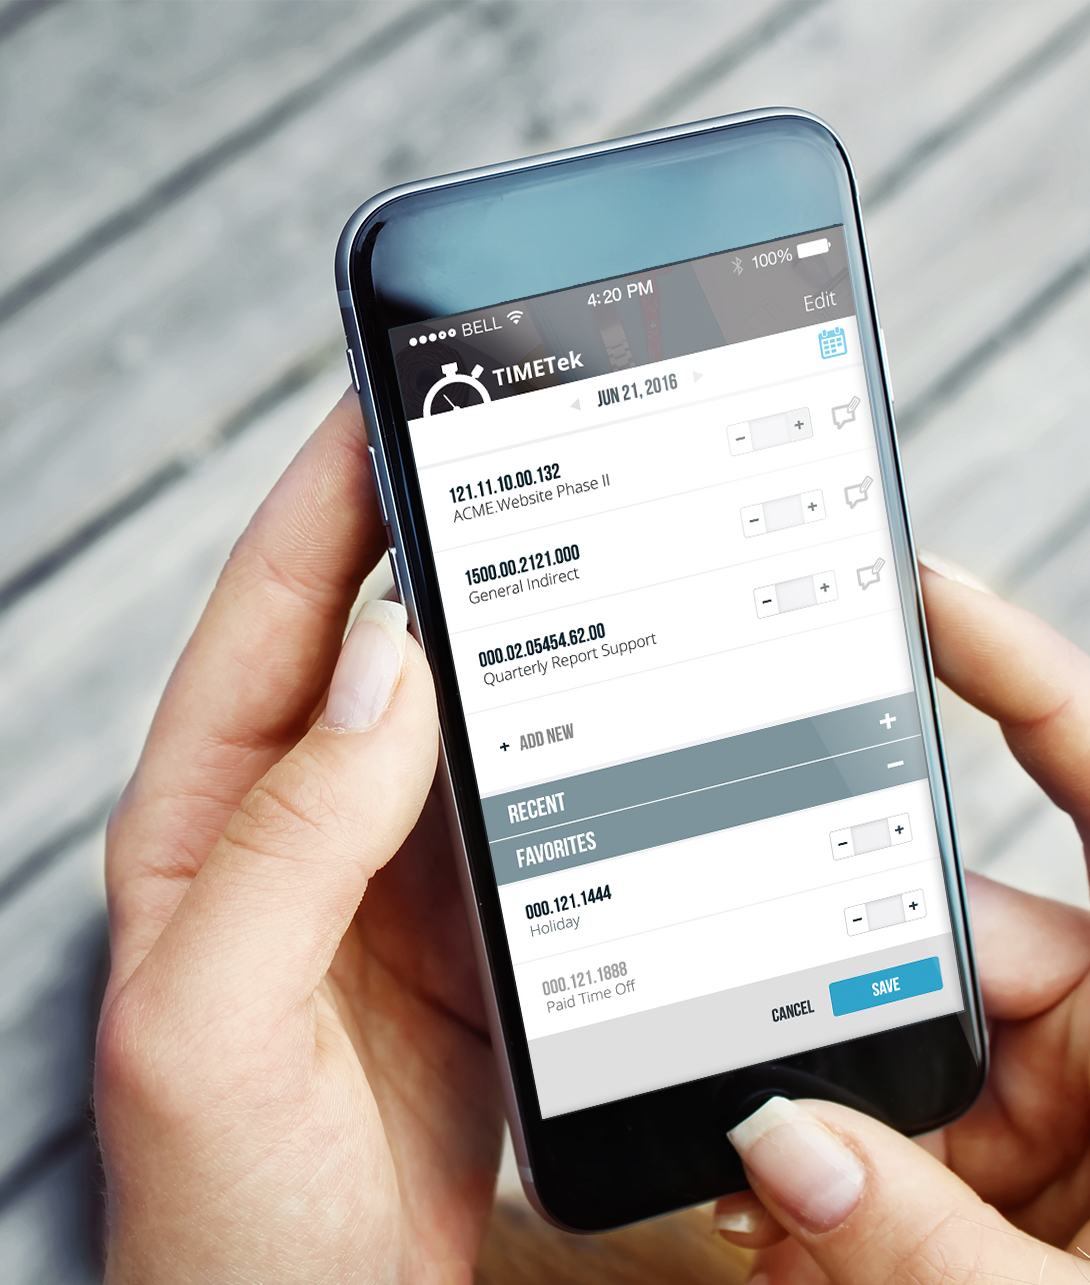 BELL 4:20 PM 100%
TIMETek Edit
JUN 21, 2016
121.11.10.00.132
ACME.Website Phase II
- +
1500.00.2121.000
General Indirect
- +
000.02.05454.62.00
Quarterly Report Support
- +
+ ADD NEW
RECENT +
FAVORITES -
000.121.1444
Holiday
- +
000.121.1888
Paid Time Off
- +
CANCEL SAVE